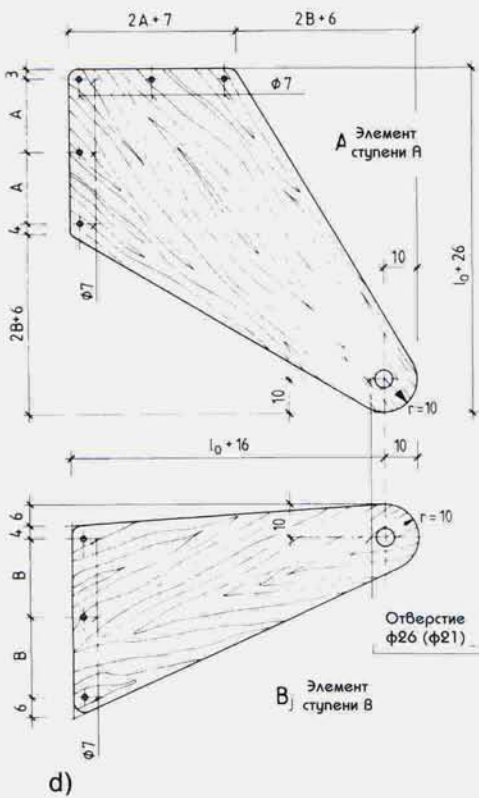 2A+7
2B+6
3
A
A
4
2B+6
ϕ7
ϕ7
A Элемент
ступени A
10
l₀+26
10
r=10
l₀+16
10
6
4
B
B
6
10
r=10
ϕ7
Отверстие
ϕ26 (ϕ21)
B) Элемент
ступени B
d)